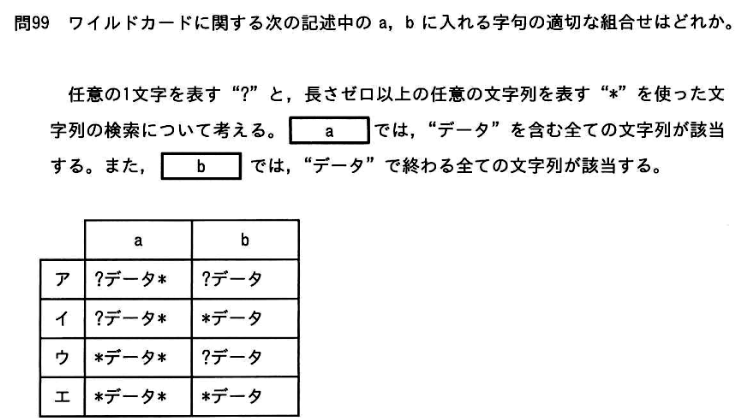 問99 ワイルドカードに関する次の記述中の a，b に入れる字句の適切な組合せはどれか。
任意の1文字を表す“?”と，長さゼロ以上の任意の文字列を表す“*”を使った文
字列の検索について考える。 a では，“データ”を含む全ての文字列が該当
する。また， b では，“データ”で終わる全ての文字列が該当する。
a b
ア ?データ* ?データ
イ ?データ* *データ
ウ *データ* ?データ
エ *データ* *データ